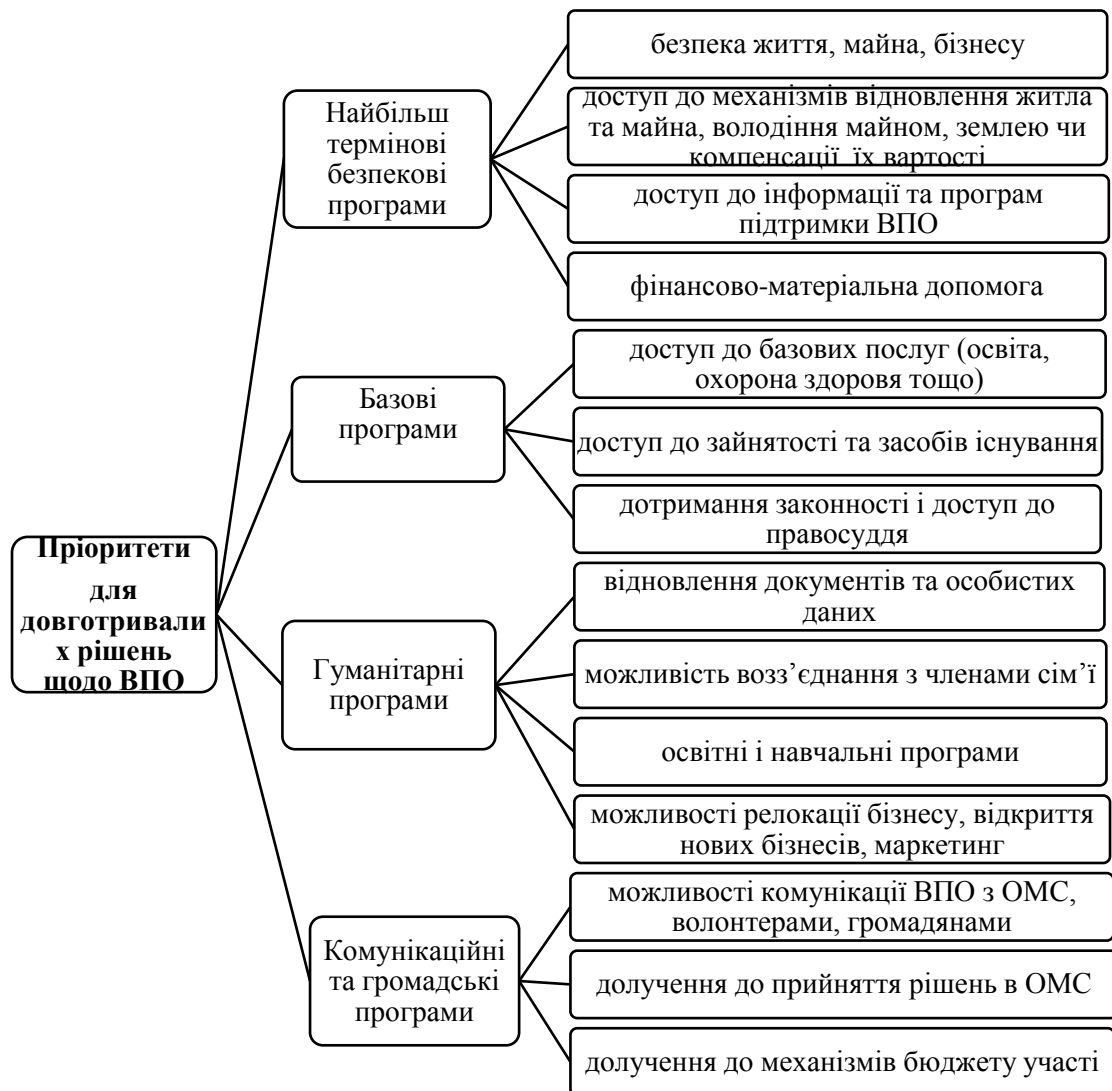 Пріоритети
для
довготривали
х рішень
щодо ВПО
Найбільш
термінові
безпекові
програми
безпека життя, майна, бізнесу
доступ до механізмів відновлення житла
та майна, володіння майном, землею чи
компенсації їх вартості
доступ до інформації та програм
підтримки ВПО
фінансово-матеріальна допомога
Базові
програми
доступ до базових послуг (освіта,
охорона здоровя тощо)
доступ до зайнятості та засобів існування
дотримання законності і доступ до
правосуддя
Гуманітарні
програми
відновлення документів та особистих
даних
можливість возз’єднання з членами сім’ї
освітні і навчальні програми
можливості релокації бізнесу, відкриття
нових бізнесів, маркетинг
Комунікаційні
та громадські
програми
можливості комунікації ВПО з ОМС,
волонтерами, громадянами
долучення до прийняття рішень в ОМС
долучення до механізмів бюджету участі